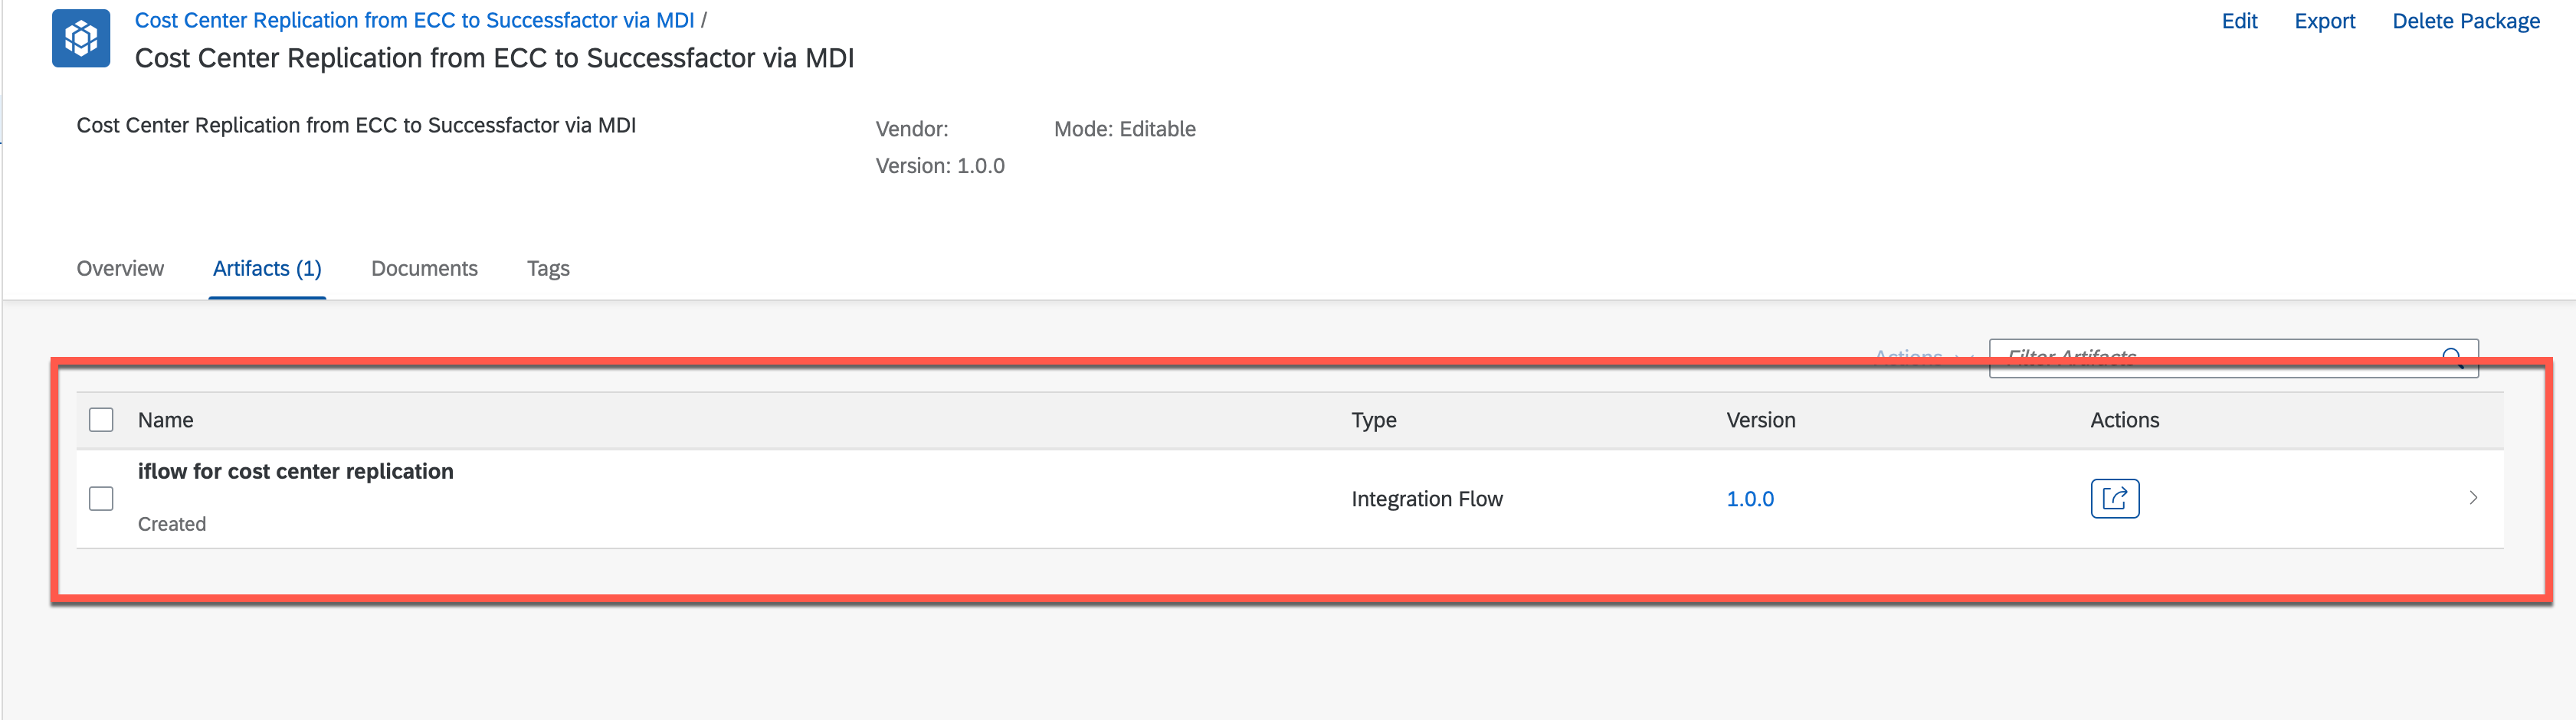 Cost Center Replication from ECC to Successfactor via MDI /
Edit Export Delete Package
Cost Center Replication from ECC to Successfactor via MDI
Cost Center Replication from ECC to Successfactor via MDI
Vendor: Mode: Editable
Version: 1.0.0
Overview Artifacts (1) Documents Tags
Actions Filter Artifacts
Name Type Version Actions
iflow for cost center replication
Integration Flow 1.0.0
Created